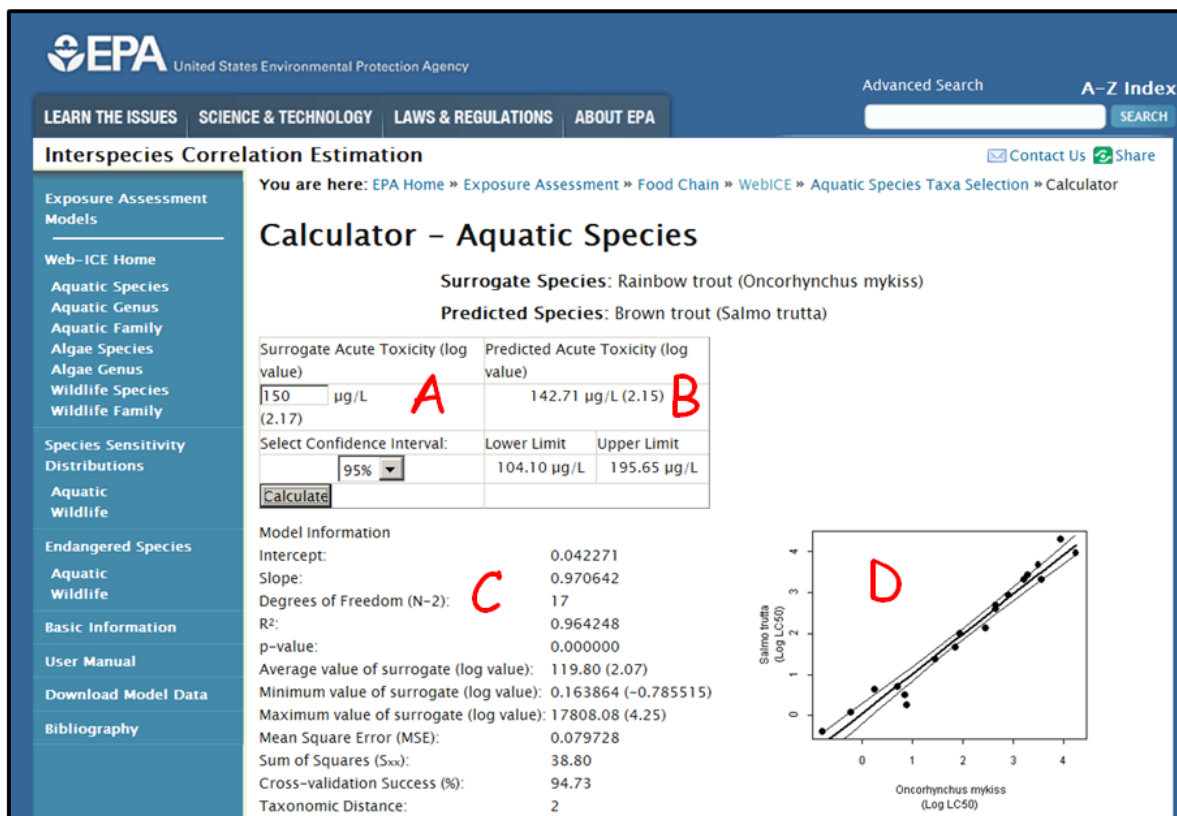 EPA United States Environmental Protection Agency
Advanced Search A-Z Index
LEARN THE ISSUES SCIENCE & TECHNOLOGY LAWS & REGULATIONS ABOUT EPA SEARCH
Interspecies Correlation Estimation
Contact Us Share
You are here: EPA Home » Exposure Assessment » Food Chain » WebICE » Aquatic Species Taxa Selection » Calculator
Exposure Assessment
Models
Web-ICE Home
Aquatic Species
Aquatic Genus
Aquatic Family
Algae Species
Algae Genus
Wildlife Species
Wildlife Family
Species Sensitivity
Distributions
Aquatic
Wildlife
Endangered Species
Aquatic
Wildlife
Basic Information
User Manual
Download Model Data
Bibliography
Calculator – Aquatic Species
Surrogate Species: Rainbow trout (Oncorhynchus mykiss)
Predicted Species: Brown trout (Salmo trutta)
Surrogate Acute Toxicity (log
value)
Predicted Acute Toxicity (log
value)
150 µg/L
(2.17)
A
142.71 µg/L (2.15)
B
Select Confidence Interval: Lower Limit Upper Limit
95% 104.10 µg/L 195.65 µg/L
Calculate
Model Information
Intercept: 0.042271
Slope: 0.970642
Degrees of Freedom (N-2): 17
R²: 0.964248
p-value: 0.000000
Average value of surrogate (log value): 119.80 (2.07)
Minimum value of surrogate (log value): 0.163864 (-0.785515)
Maximum value of surrogate (log value): 17808.08 (4.25)
Mean Square Error (MSE): 0.079728
Sum of Squares (Sxx): 38.80
Cross-validation Success (%): 94.73
Taxonomic Distance: 2
C
D
Salmo trutta
(Log LC50)
4
3
2
1
0
0 1 2 3 4
Oncorhynchus mykiss
(Log LC50)